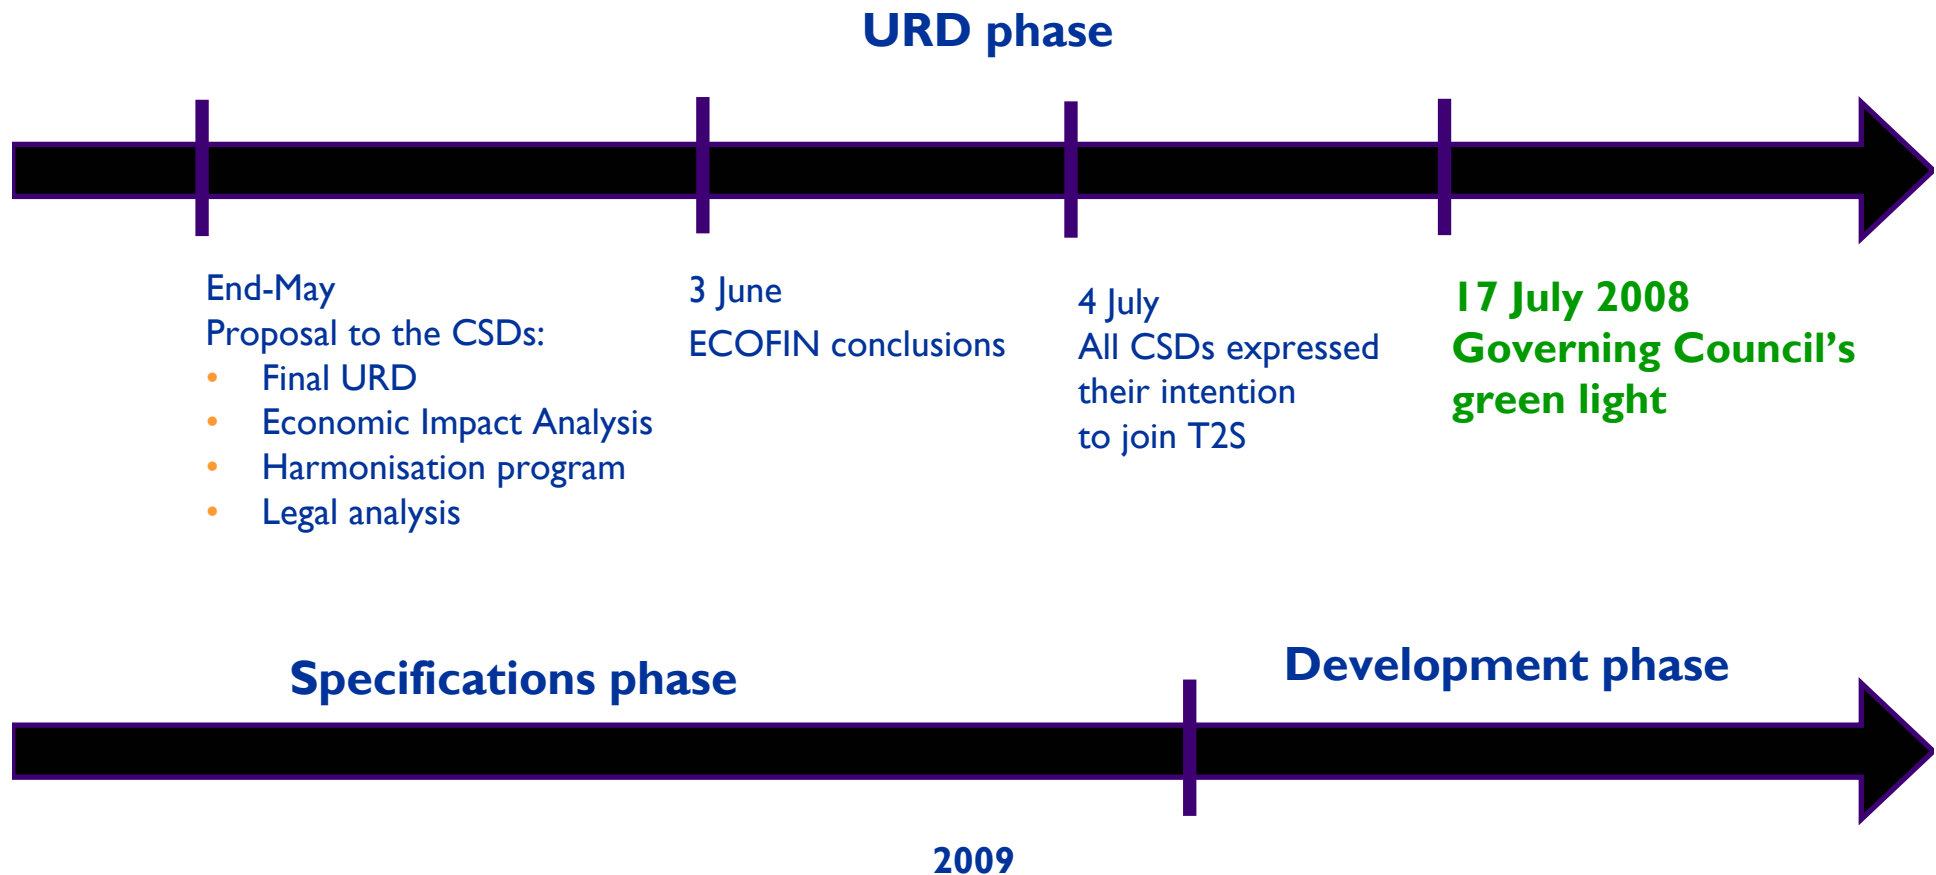 URD phase
End-May
Proposal to the CSDs:
• Final URD
• Economic Impact Analysis
• Harmonisation program
• Legal analysis
3 June
ECOFIN conclusions
4 July
All CSDs expressed
their intention
to join T2S
17 July 2008
Governing Council’s
green light
Specifications phase
Development phase
2009